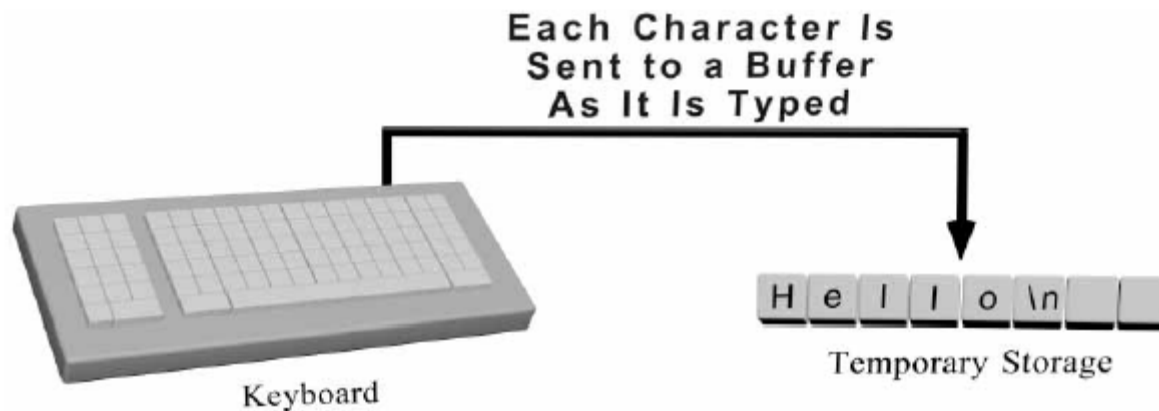 Each Character Is
Sent to a Buffer
As It Is Typed
H e l l o \n
Temporary Storage
Keyboard